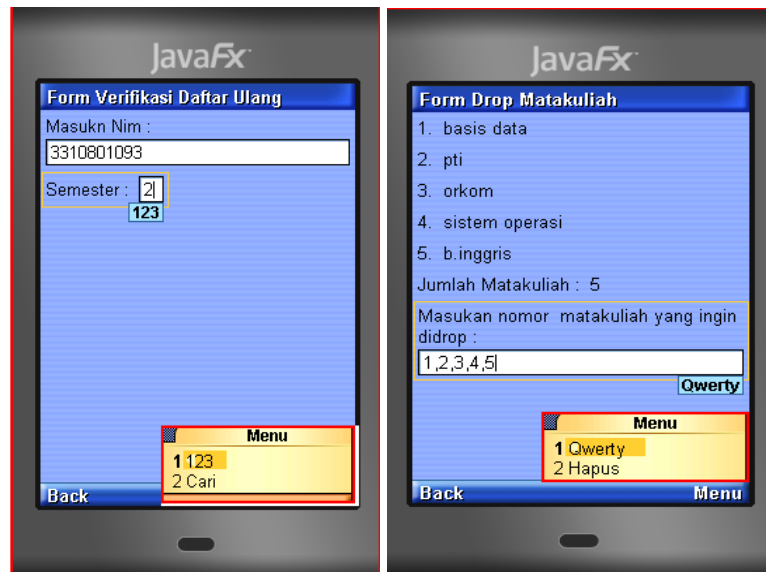 JavaFx
Form Verifikasi Daftar Ulang
Masukn Nim :
3310801093
Semester : 2
123
Menu
1 123
2 Cari
Back
JavaFx
Form Drop Matakuliah
1. basis data
2. pti
3. orkom
4. sistem operasi
5. b.inggris
Jumlah Matakuliah : 5
Masukan nomor matakuliah yang ingin
didrop :
1,2,3,4,5
Qwerty
Menu
1 Qwerty
2 Hapus
Back Menu